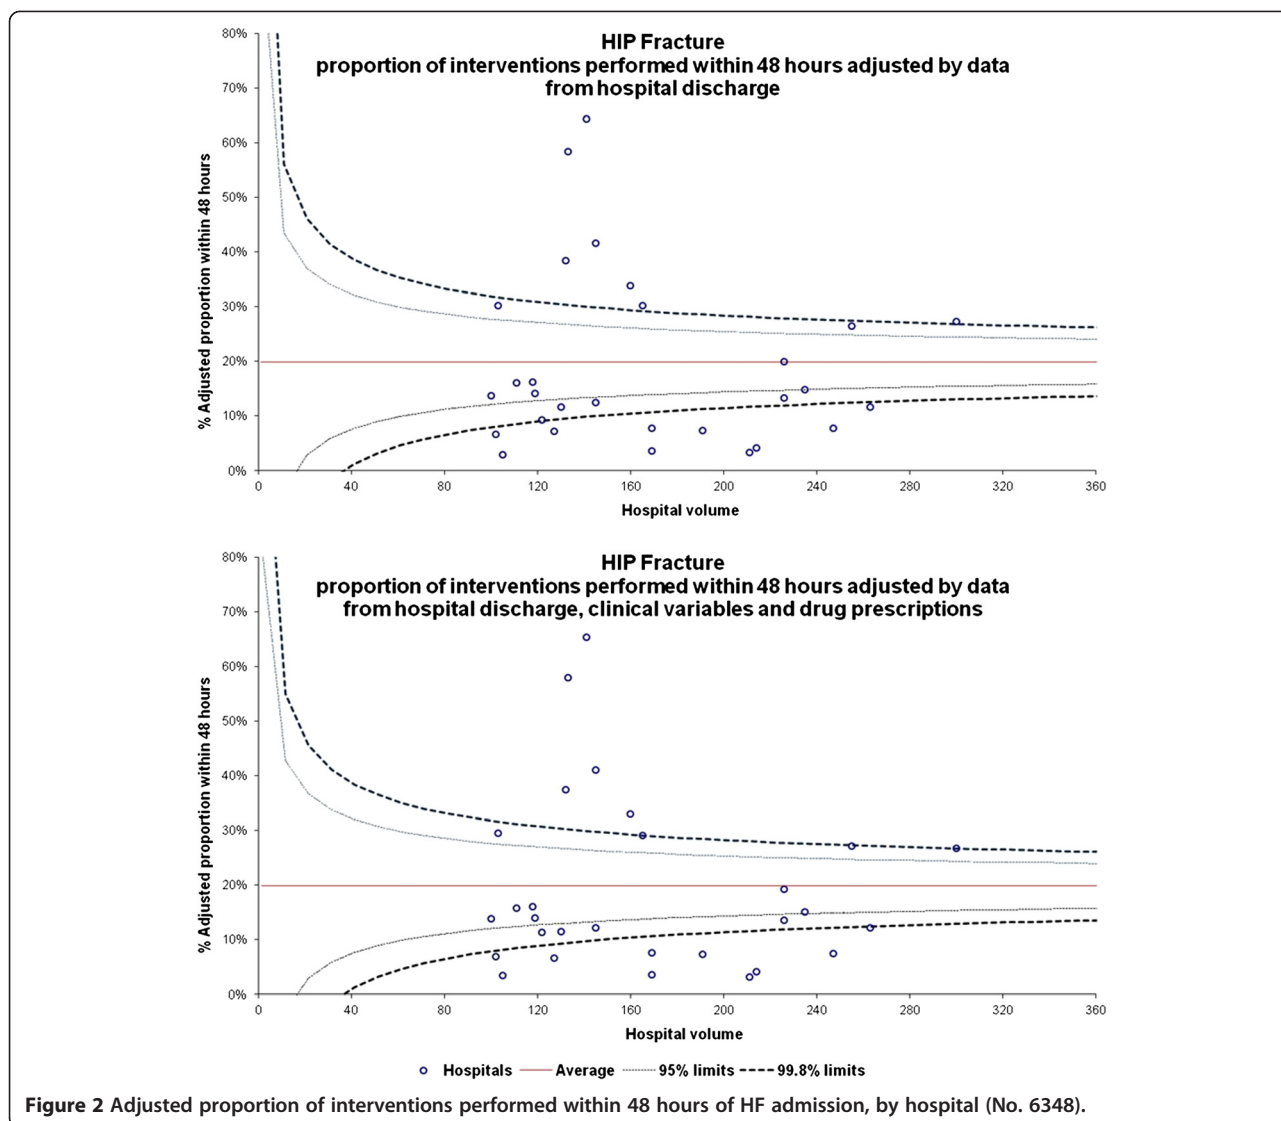 HIP Fracture
proportion of interventions performed within 48 hours adjusted by data
from hospital discharge
% Adjusted proportion within 48 hours
80%
70%
60%
50%
40%
30%
20%
10%
0%
0 40 80 120 160 200 240 280 320 360
Hospital volume
HIP Fracture
proportion of interventions performed within 48 hours adjusted by data
from hospital discharge, clinical variables and drug prescriptions
% Adjusted proportion within 48 hours
80%
70%
60%
50%
40%
30%
20%
10%
0%
0 40 80 120 160 200 240 280 320 360
Hospital volume
Hospitals Average 95% limits 99.8% limits
Figure 2 Adjusted proportion of interventions performed within 48 hours of HF admission, by hospital (No. 6348).